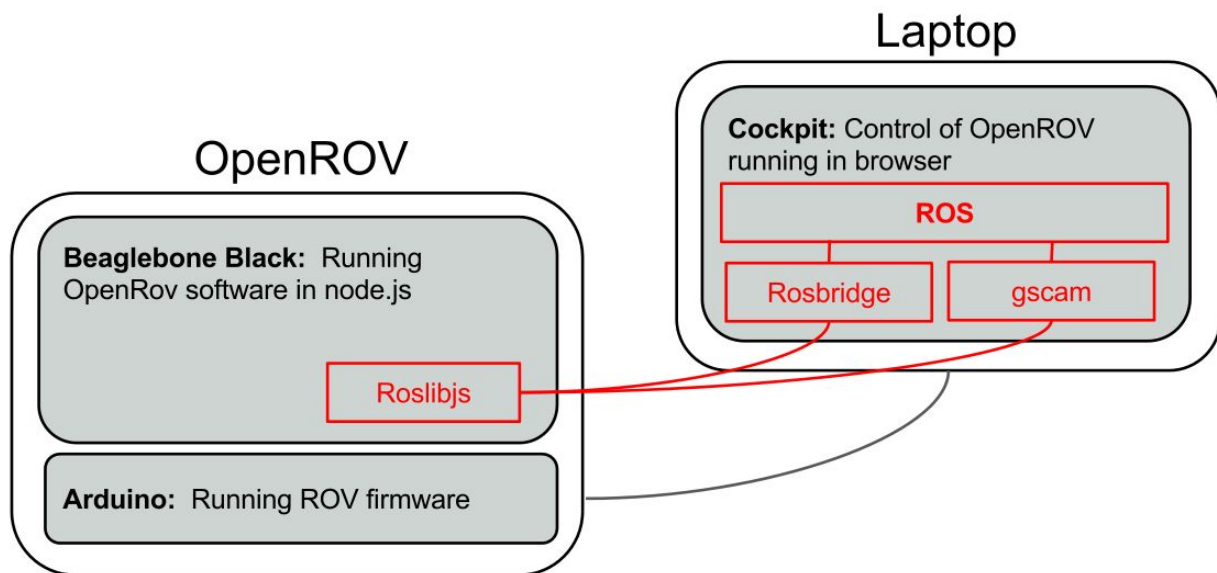 Laptop
Cockpit: Control of OpenROV
running in browser
ROS
Rosbridge
gscam
OpenROV
Beaglebone Black: Running
OpenRov software in node.js
Roslibjs
Arduino: Running ROV firmware